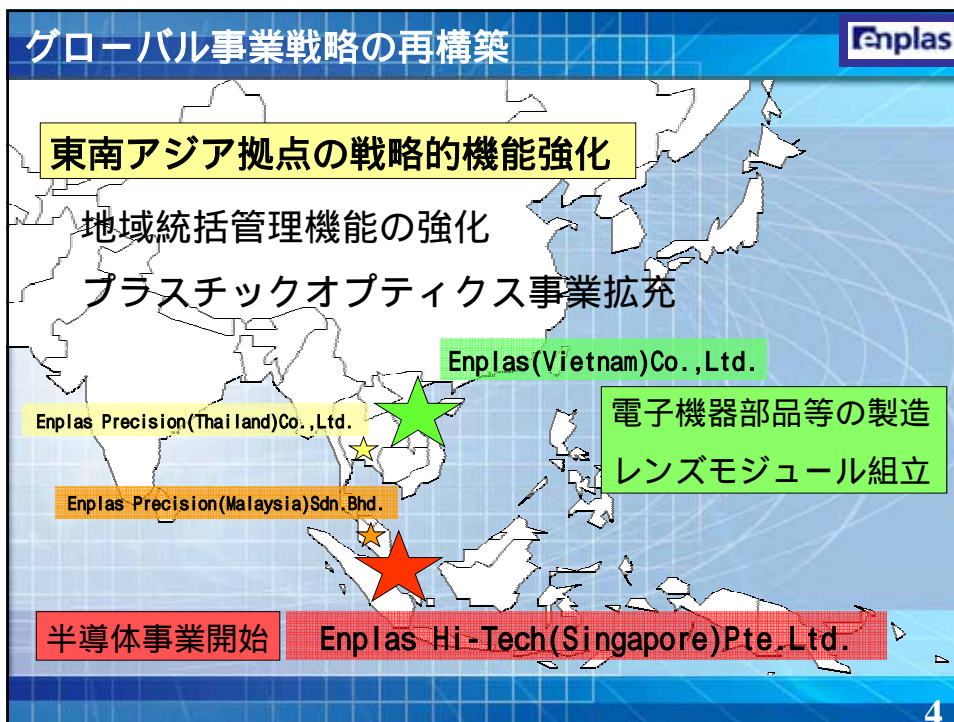 グローバル事業戦略の再構築
Enplas
東南アジア拠点の戦略的機能強化
地域統括管理機能の強化
プラスチックオプティクス事業拡充
Enplas(Vietnam)Co.,Ltd.
電子機器部品等の製造
レンズモジュール組立
Enplas Precision(Thailand)Co.,Ltd.
Enplas Precision(Malaysia)Sdn.Bhd.
半導体事業開始
Enplas Hi-Tech(Singapore)Pte.Ltd.
4